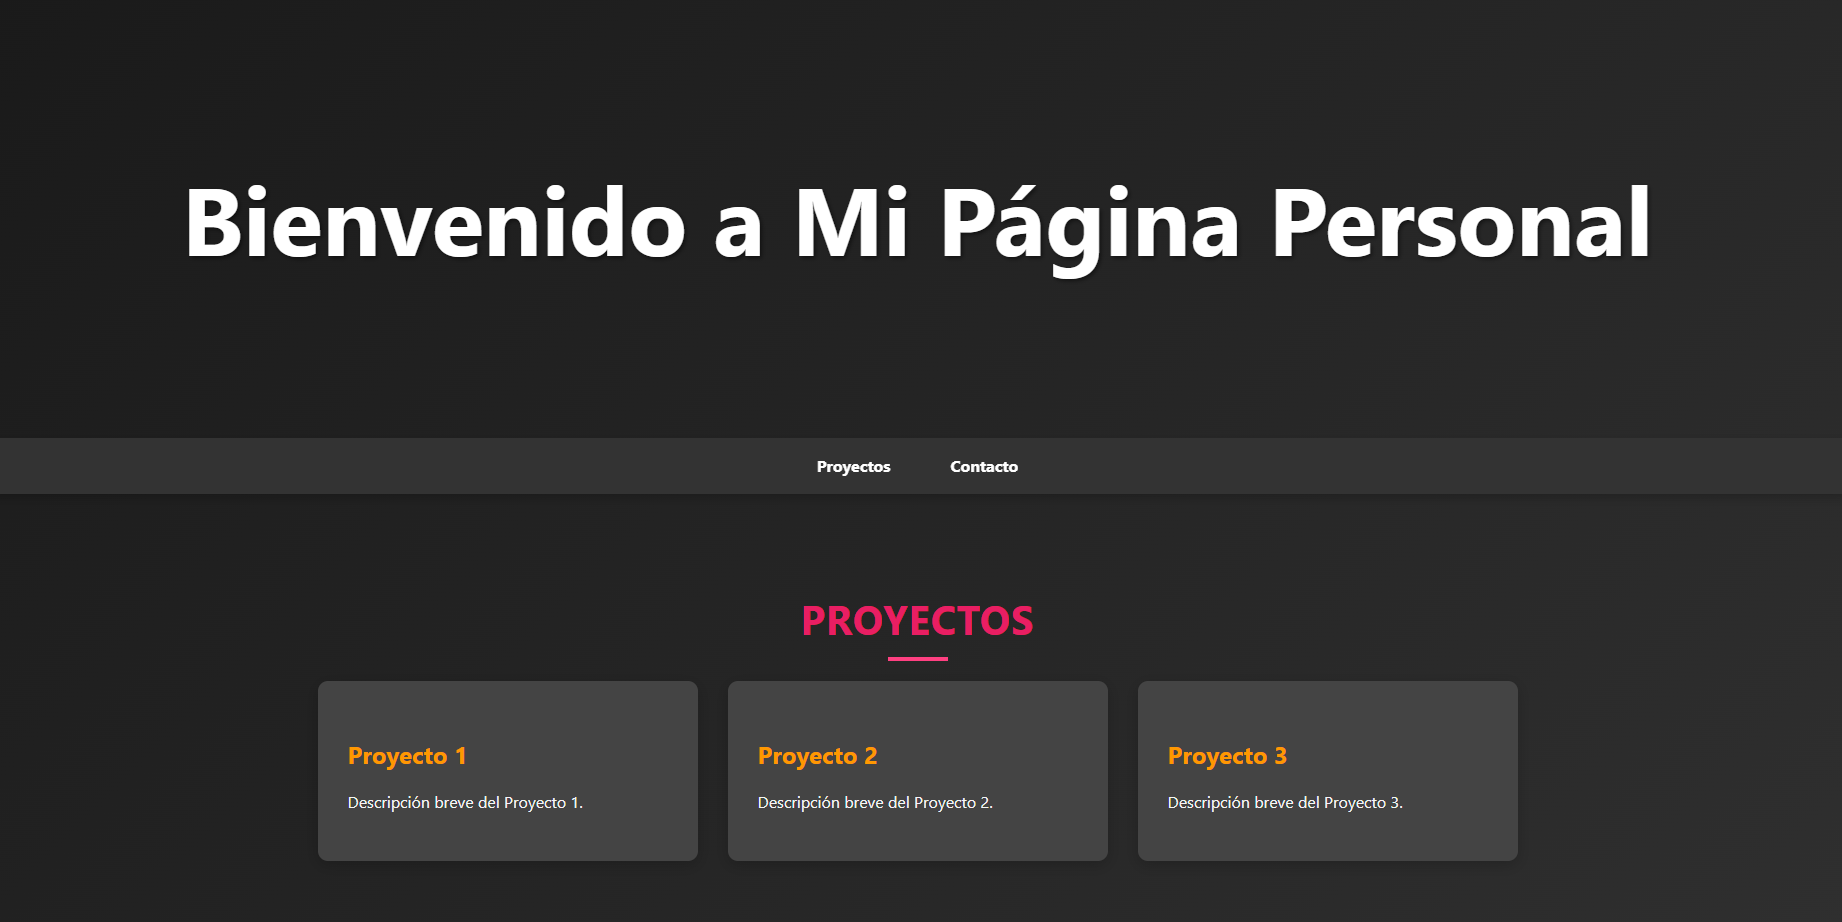 Bienvenido a Mi Página Personal
Proyectos
Contacto
PROYECTOS
Proyecto 1
Descripción breve del Proyecto 1.
Proyecto 2
Descripción breve del Proyecto 2.
Proyecto 3
Descripción breve del Proyecto 3.